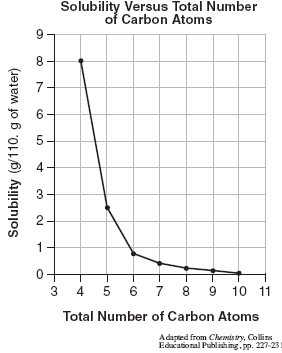 Solubility Versus Total Number
of Carbon Atoms
Solubility (g/110. g of water)
9
8
7
6
5
4
3
2
1
0
3 4 5 6 7 8 9 10 11
Total Number of Carbon Atoms
Adapted from Chemistry, Collins
Educational Publishing, pp. 227-231